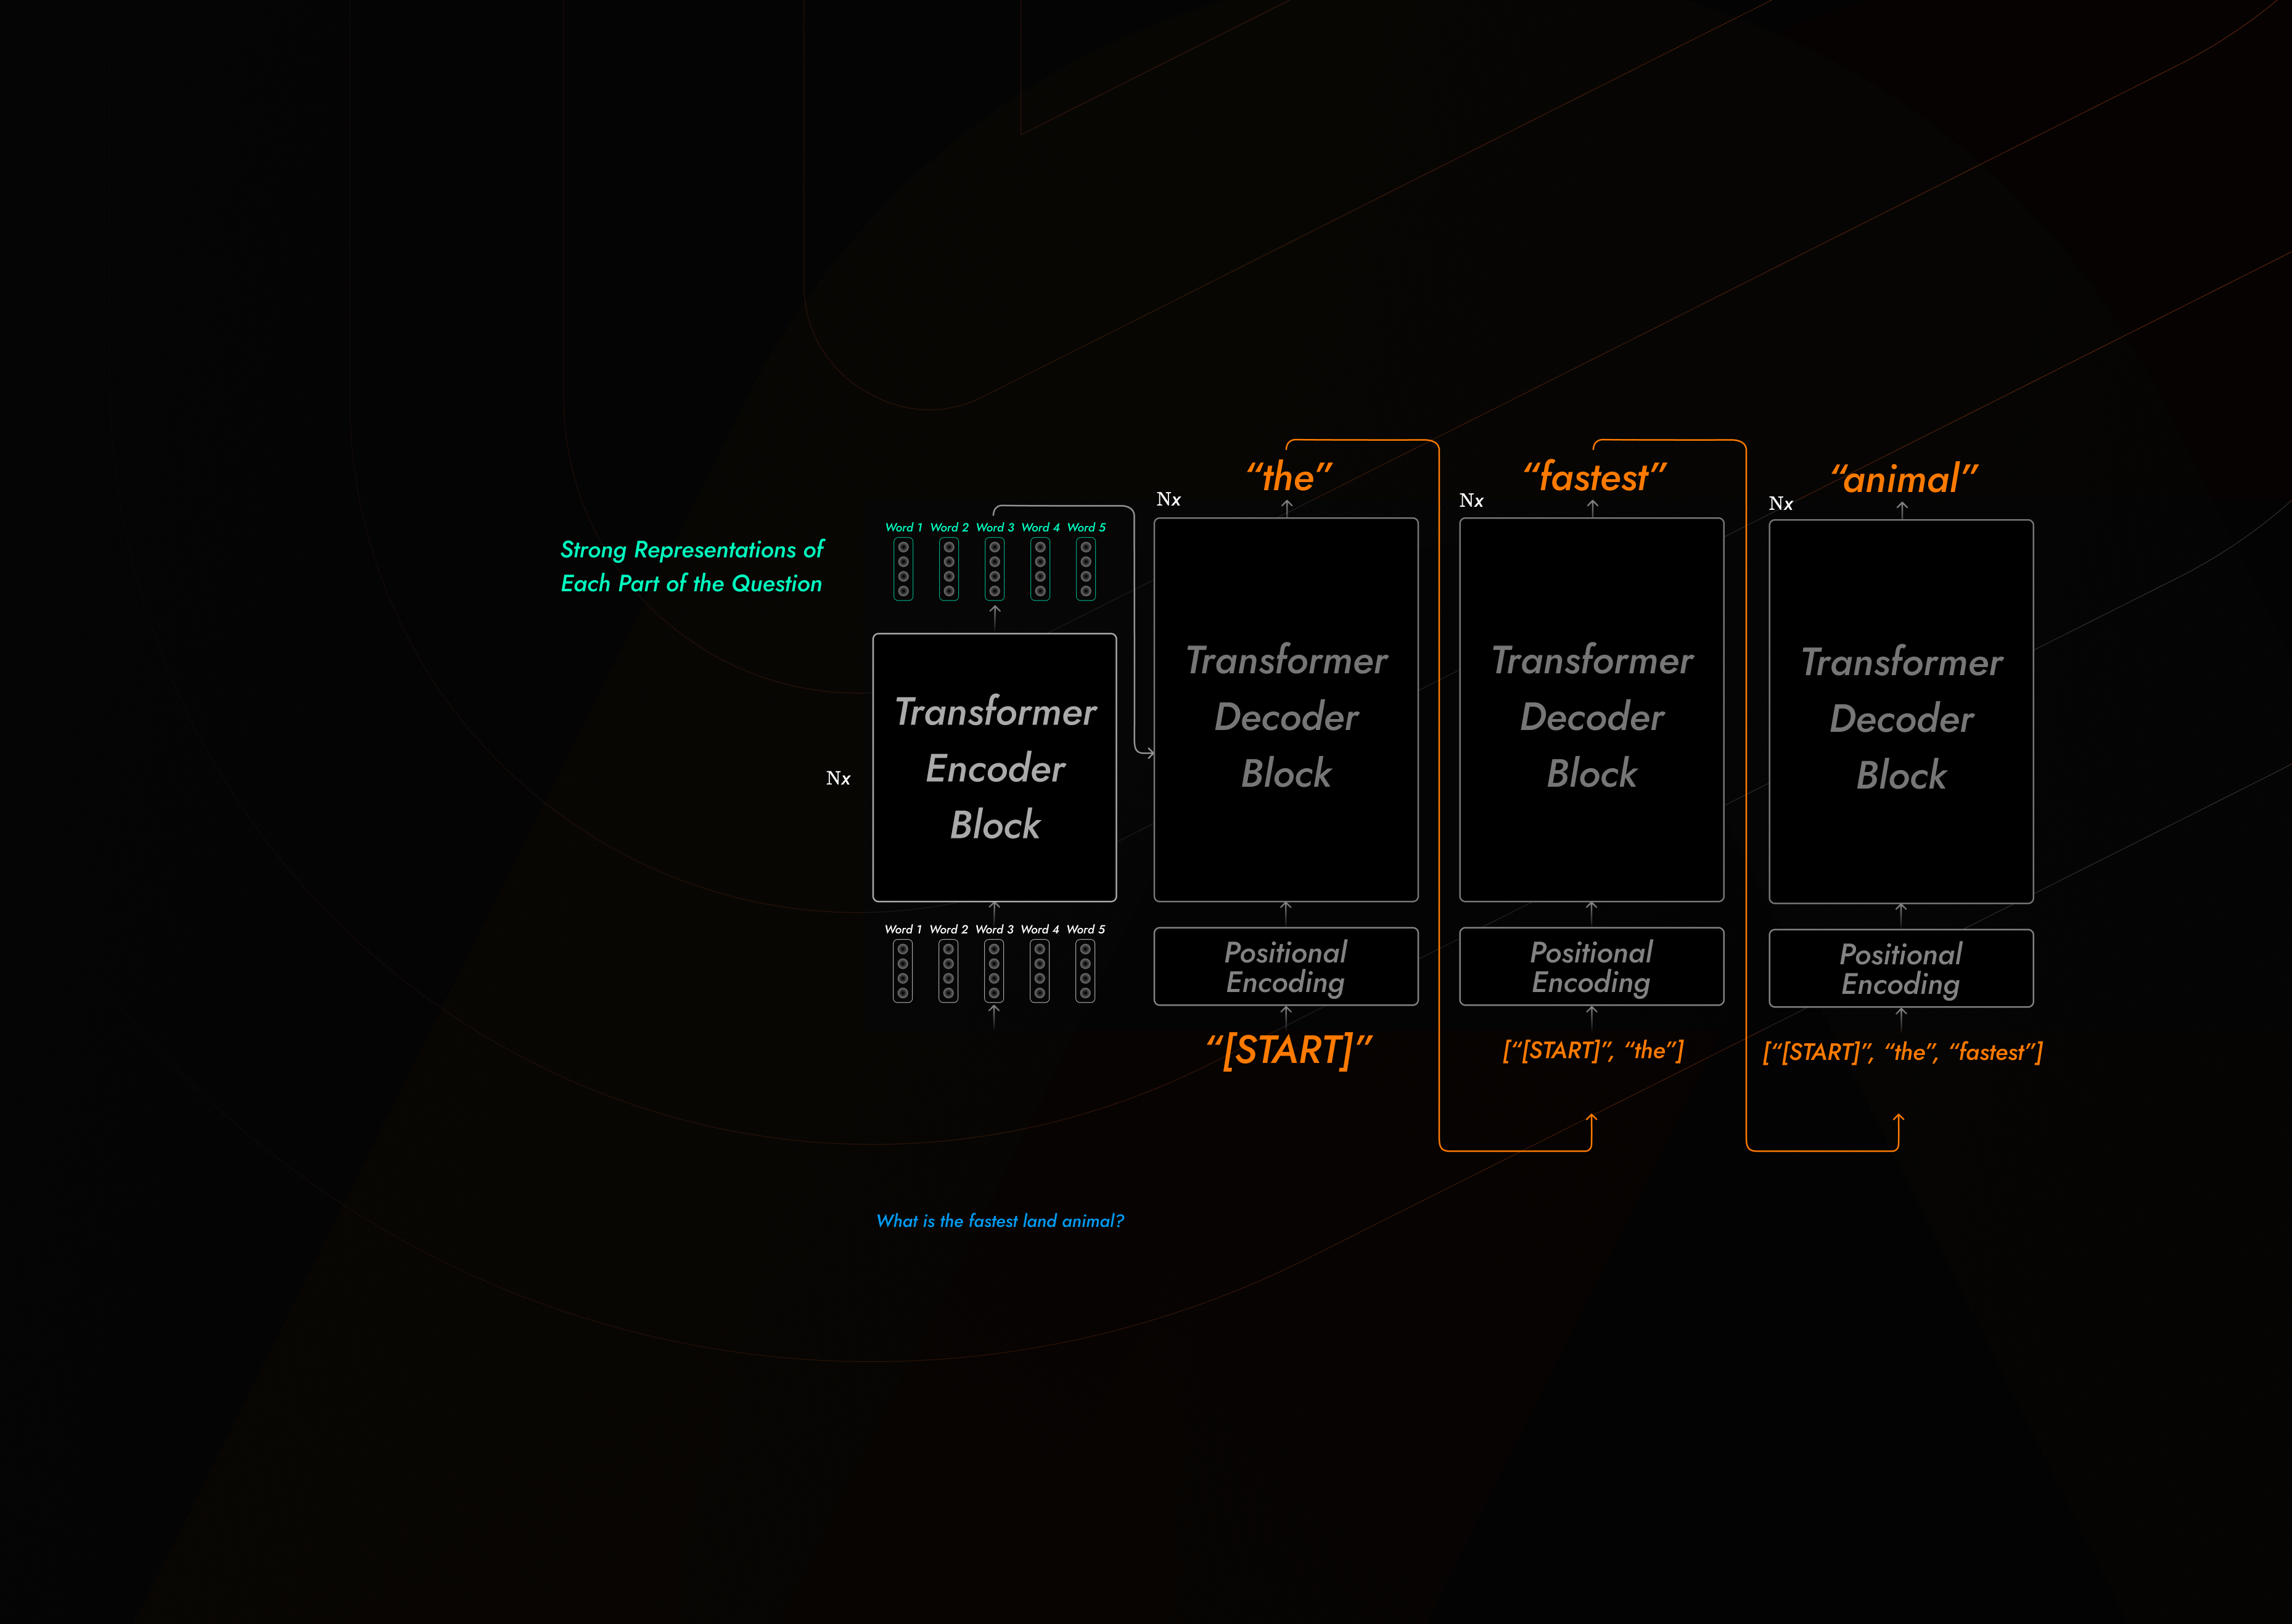 “the”
“fastest”
“animal”
Nx
Nx
Nx
Word 1 Word 2 Word 3 Word 4 Word 5
Strong Representations of
Each Part of the Question
Transformer
Encoder
Block
Nx
Transformer
Decoder
Block
Transformer
Decoder
Block
Transformer
Decoder
Block
Word 1 Word 2 Word 3 Word 4 Word 5
Positional
Encoding
Positional
Encoding
Positional
Encoding
“[START]”
[“[START]”, “the”]
[“[START]”, “the”, “fastest”]
What is the fastest land animal?